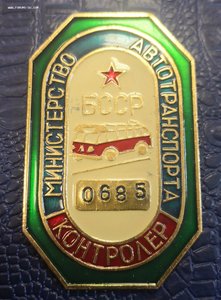 МИНИСТЕРСТВО
АВТОТРАНСПОРТА
БССР
0685
КОНТРОЛЕР